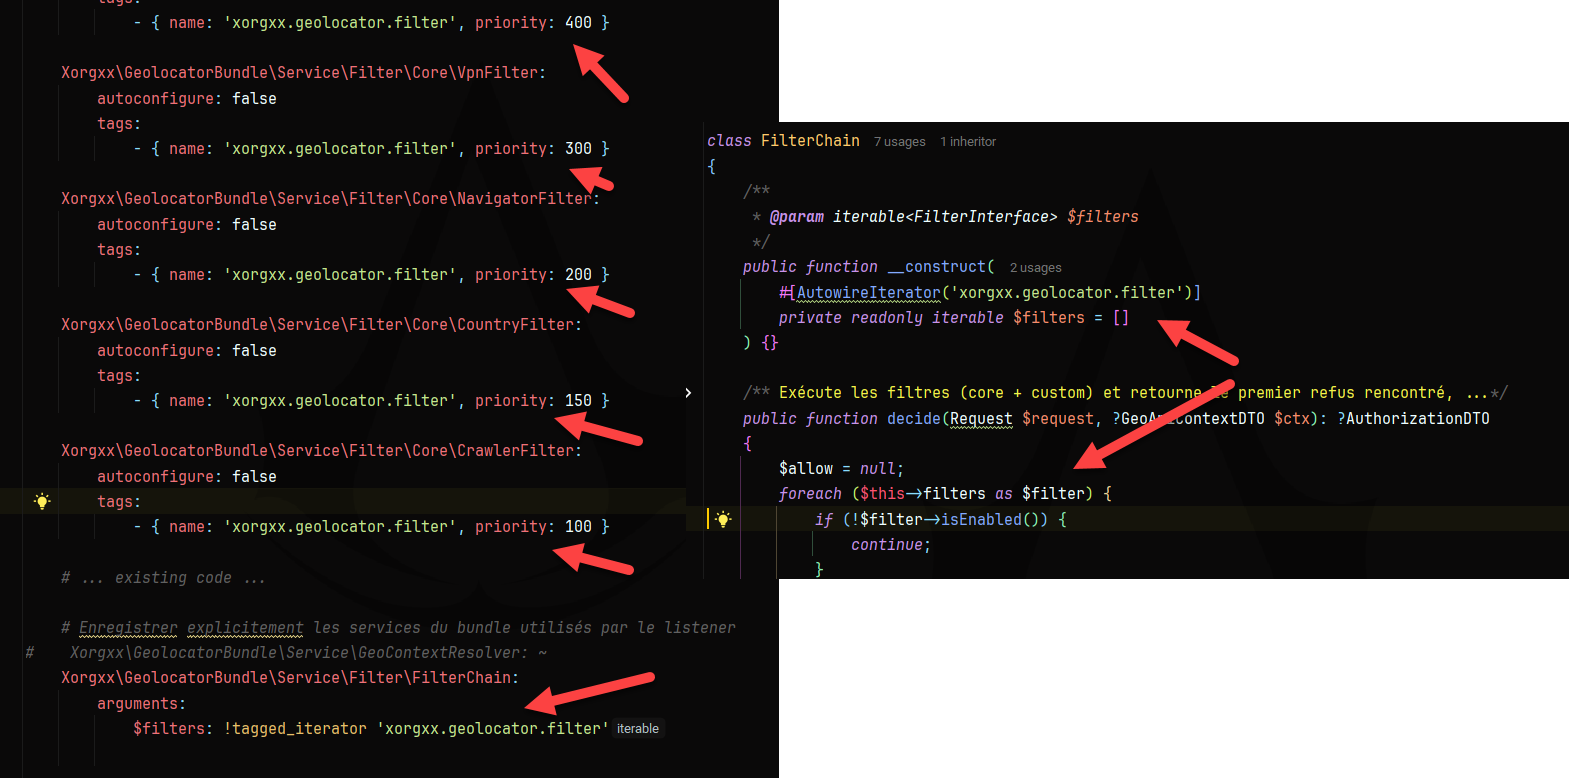 tags:
- { name: 'xorgxx.geolocator.filter', priority: 400 }
Xorgxx\GeolocatorBundle\Service\Filter\Core\VpnFilter:
autoconfigure: false
tags:
- { name: 'xorgxx.geolocator.filter', priority: 300 }
Xorgxx\GeolocatorBundle\Service\Filter\Core\NavigatorFilter:
autoconfigure: false
tags:
- { name: 'xorgxx.geolocator.filter', priority: 200 }
Xorgxx\GeolocatorBundle\Service\Filter\Core\CountryFilter:
autoconfigure: false
tags:
- { name: 'xorgxx.geolocator.filter', priority: 150 }
Xorgxx\GeolocatorBundle\Service\Filter\Core\CrawlerFilter:
autoconfigure: false
tags:
- { name: 'xorgxx.geolocator.filter', priority: 100 }
# ... existing code ...
# Enregistrer explicitement les services du bundle utilisés par le listener
#    Xorgxx\GeolocatorBundle\Service\GeoContextResolver: ~
Xorgxx\GeolocatorBundle\Service\Filter\FilterChain:
arguments:
$filters: !tagged_iterator 'xorgxx.geolocator.filter' iterable
class FilterChain 7 usages 1 inheritor
{
/**
* @param iterable<FilterInterface> $filters
*/
public function __construct( 2 usages
#[AutowireIterator('xorgxx.geolocator.filter')]
private readonly iterable $filters = []
) {}
/** Exécute les filtres (core + custom) et retourne le premier refus rencontré, ...*/
public function decide(Request $request, ?GeoApiContextDTO $ctx): ?AuthorizationDTO
{
$allow = null;
foreach ($this->filters as $filter) {
if (!$filter->isEnabled()) {
continue;
}